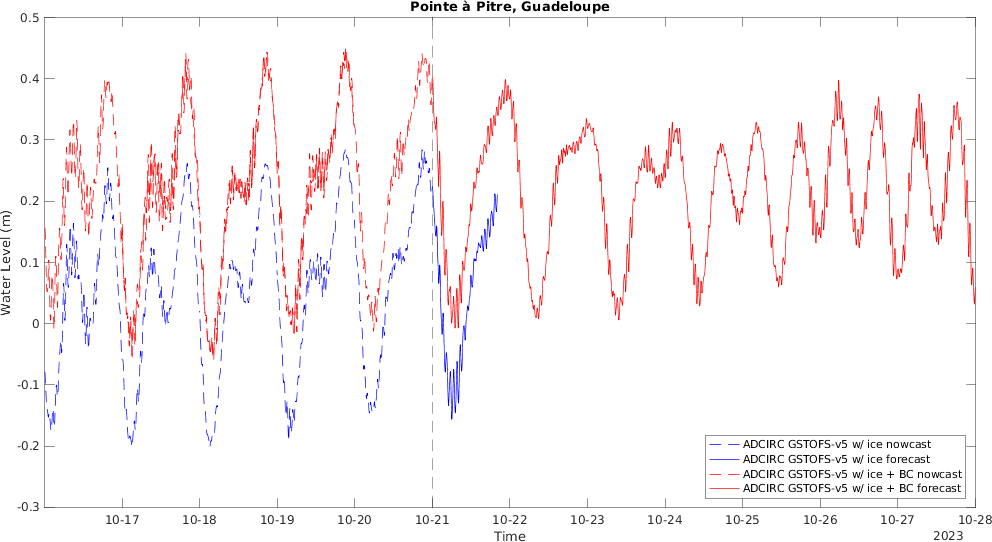 Pointe à Pitre, Guadeloupe
0.5
0.4
0.3
0.2
0.1
0
-0.1
-0.2
-0.3
Water Level (m)
ADCIRC GSTOFS-v5 w/ ice nowcast
ADCIRC GSTOFS-v5 w/ ice forecast
ADCIRC GSTOFS-v5 w/ ice + BC nowcast
ADCIRC GSTOFS-v5 w/ ice + BC forecast
10-17 10-18 10-19 10-20 10-21 10-22 10-23 10-24 10-25 10-26 10-27 10-28
Time
2023